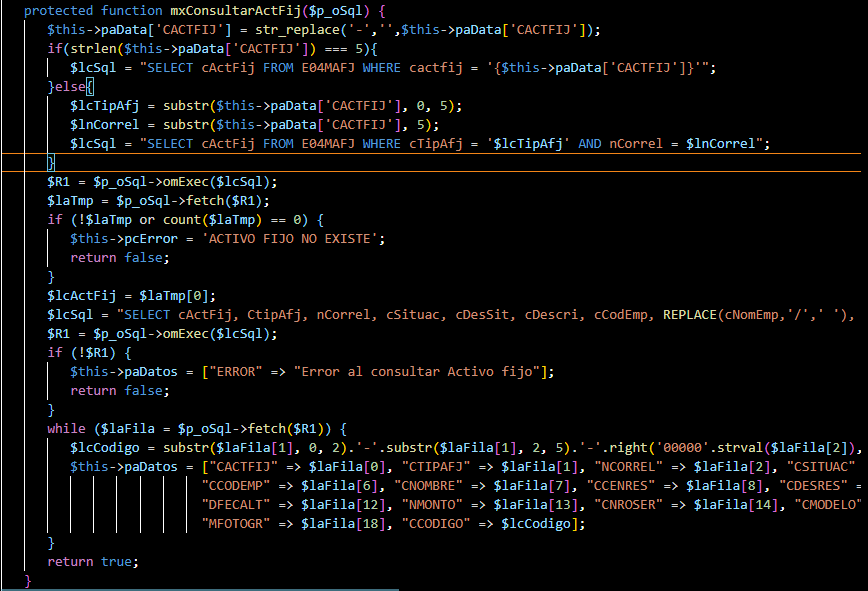 protected function mxConsultarActFij($p_oSql) {
$this->paData['CACTFIJ'] = str_replace('-','',$this->paData['CACTFIJ']);
if(strlen($this->paData['CACTFIJ']) === 5){
$lcSql = "SELECT cActFij FROM E04MAFJ WHERE cactfij = '{$this->paData['CACTFIJ']}'";
}else{
$lcTipAfj = substr($this->paData['CACTFIJ'], 0, 5);
$lnCorrel = substr($this->paData['CACTFIJ'], 5);
$lcSql = "SELECT cActFij FROM E04MAFJ WHERE cTipAfj = '$lcTipAfj' AND nCorrel = $lnCorrel";
}
$R1 = $p_oSql->omExec($lcSql);
$laTmp = $p_oSql->fetch($R1);
if (!$laTmp or count($laTmp) == 0) {
$this->pcError = 'ACTIVO FIJO NO EXISTE';
return false;
}
$lcActFij = $laTmp[0];
$lcSql = "SELECT cActFij, CtipAfj, nCorrel, cSituac, cDesSit, cDescri, cCodEmp, REPLACE(cNomEmp,'/',' '),
$R1 = $p_oSql->omExec($lcSql);
if (!$R1) {
$this->paDatos = ["ERROR" => "Error al consultar Activo fijo"];
return false;
}
while ($laFila = $p_oSql->fetch($R1)) {
$lcCodigo = substr($laFila[1], 0, 2).'-'.substr($laFila[1], 2, 5).'-'.right('00000'.strval($laFila[2]),
$this->paDatos = ["CACTFIJ" => $laFila[0], "CTIPAFJ" => $laFila[1], "NCORREL" => $laFila[2], "CSITUAC"
"CCODEMP" => $laFila[6], "CNOMBRE" => $laFila[7], "CCENRES" => $laFila[8], "CDESRES" =
"DFECALT" => $laFila[12], "NMONTO" => $laFila[13], "CNROSER" => $laFila[14], "CMODELO"
"MFOTOGR" => $laFila[18], "CCODIGO" => $lcCodigo];
}
return true;
}